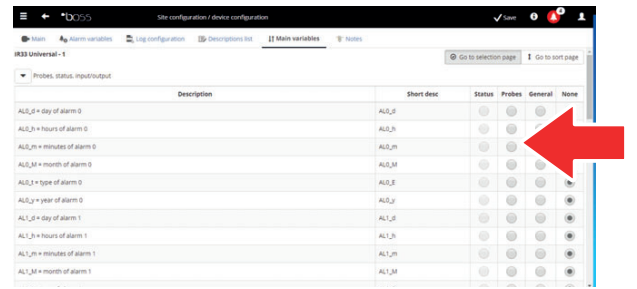 boss Site configuration / device configuration Save 4
Main Alarm variables Log configuration Descriptions list Main variables Notes
IR33 Universal - 1 Go to selection page Go to sort page
Probes, status, input/output
Description Short desc Status Probes General None
AL0_d = day of alarm 0 AL0_d
AL0_h = hours of alarm 0 AL0_h
AL0_m = minutes of alarm 0 AL0_m
AL0_M = month of alarm 0 AL0_M
AL0_t = type of alarm 0 AL0_E
AL0_y = year of alarm 0 AL0_y
AL1_d = day of alarm 1 AL1_d
AL1_h = hours of alarm 1 AL1_h
AL1_m = minutes of alarm 1 AL1_m
AL1_M = month of alarm 1 AL1_M